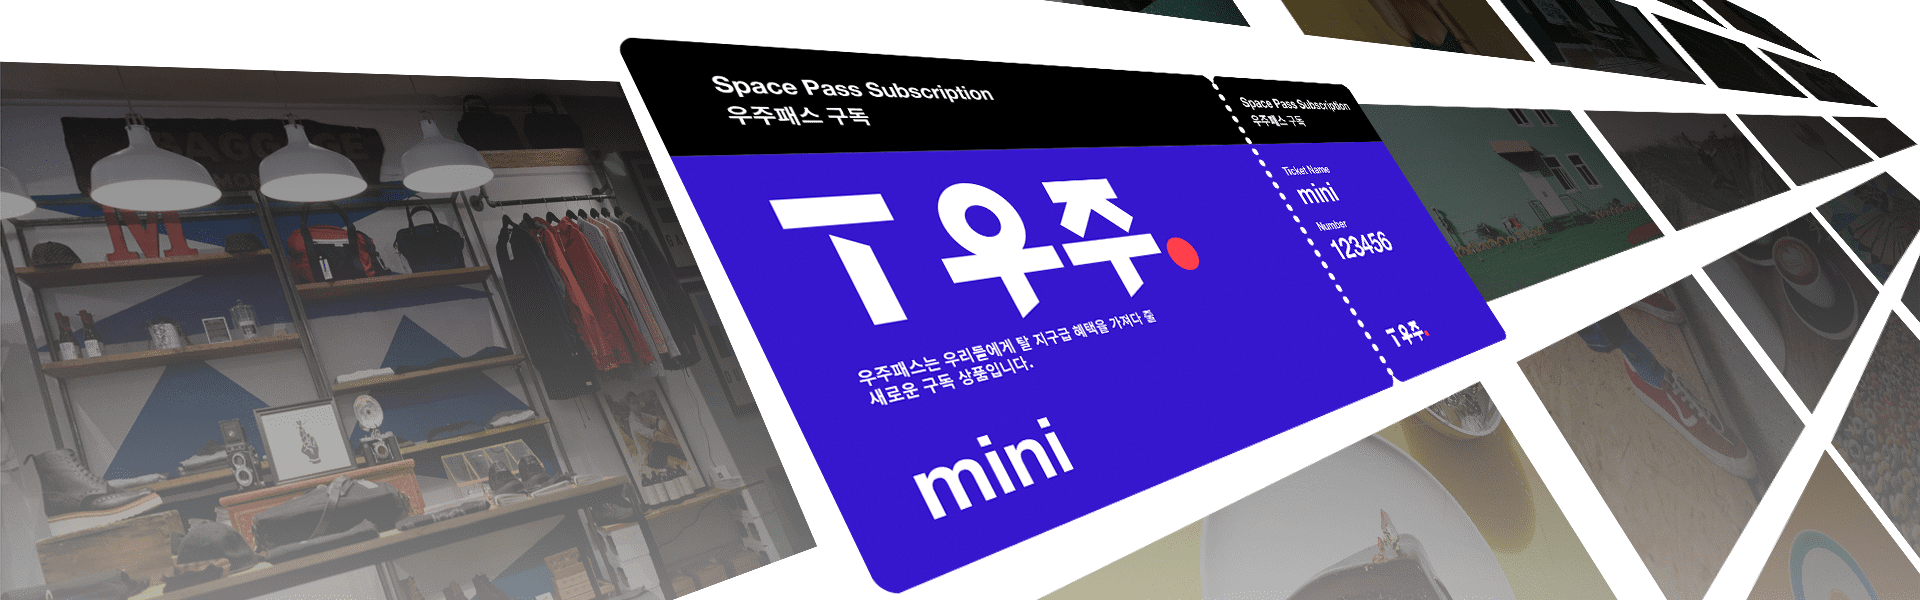 Space Pass Subscription
우주패스 구독
T 우주.
우주패스는 우리들에게 탈 지구급 혜택을 가져다 줄
새로운 구독 상품입니다.
mini
Space Pass Subscription
우주패스 구독
Ticket Name
mini
Number
123456
T 우주.
BAGGAGE
M